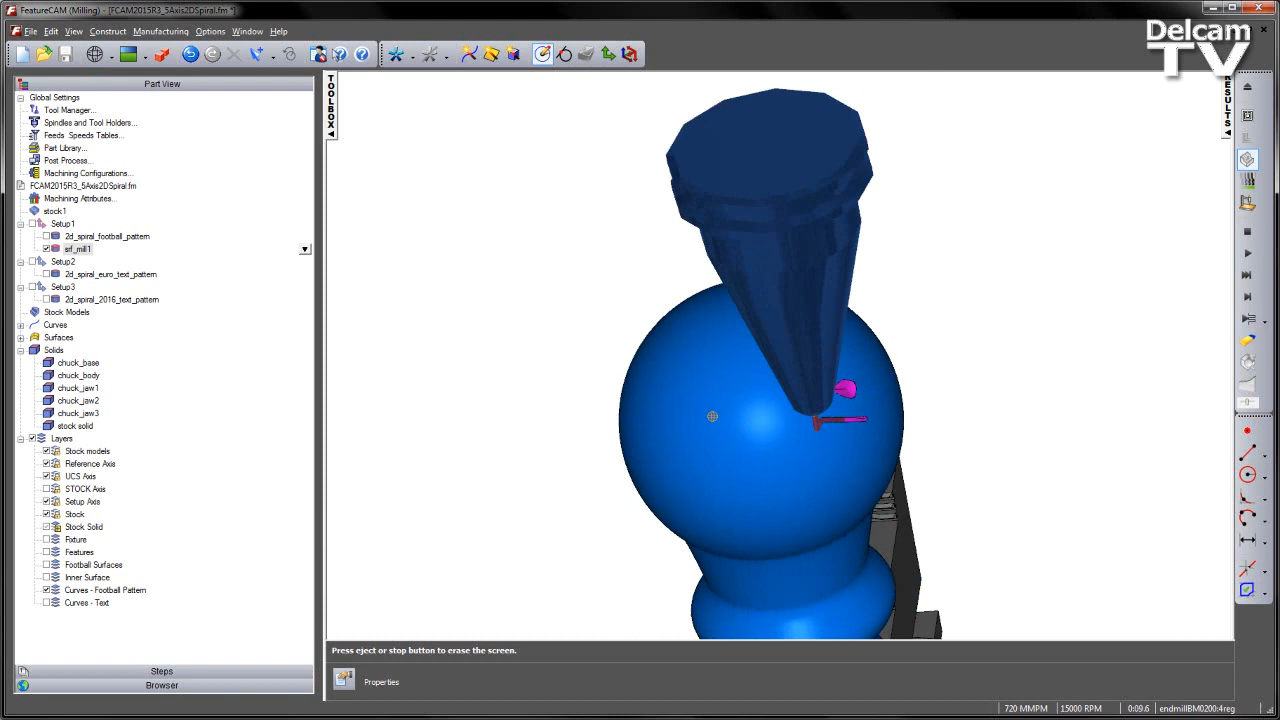 FeatureCAM (Milling) - [FCAM2015R3_5Axis2DSpiral.fm *]
File Edit View Construct Manufacturing Options Window Help
Delcam
TV
Part View
TOOLBOX
RESULTS
Global Settings
Tool Manager...
Spindles and Tool Holders...
Feeds Speeds Tables...
Part Library...
Post Process...
Machining Configurations...
FCAM2015R3_5Axis2DSpiral.fm
Machining Attributes...
stock1
Setup1
2d_spiral_football_pattern
srf_mill1
Setup2
2d_spiral_euro_text_pattern
Setup3
2d_spiral_2016_text_pattern
Stock Models
Curves
Surfaces
Solids
chuck_base
chuck_body
chuck_jaw1
chuck_jaw2
chuck_jaw3
stock solid
Layers
Stock models
Reference Axis
UCS Axis
STOCK Axis
Setup Axis
Stock
Stock Solid
Fixture
Features
Football Surfaces
Inner Surface
Curves - Football Pattern
Curves - Text
Steps
Browser
Press eject or stop button to erase the screen.
Properties
720 MMPM 15000 RPM 0:09.6 endmillBM0200:4reg